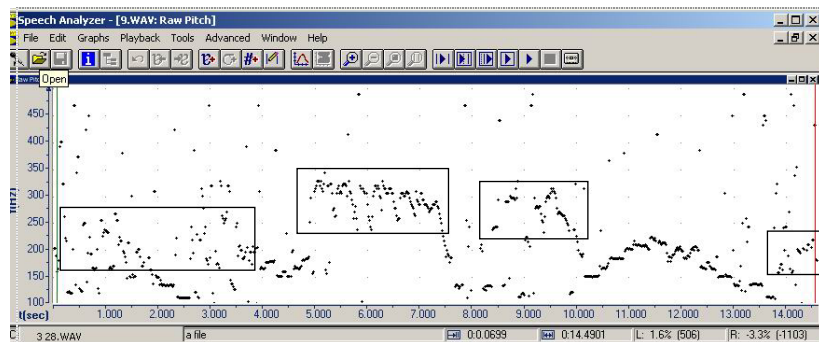 Speech Analyzer - [9.WAV: Raw Pitch]
File Edit Graphs Playback Tools Advanced Window Help
Open
f(Hz)
450
400
350
300
250
200
150
100
t(sec) 1.000 2.000 3.000 4.000 5.000 6.000 7.000 8.000 9.000 10.000 11.000 12.000 13.000 14.000
3 28.WAV a file 0:0.0699 0:14.4901 L: 1.6% (506) R: -3.3% (-1103)